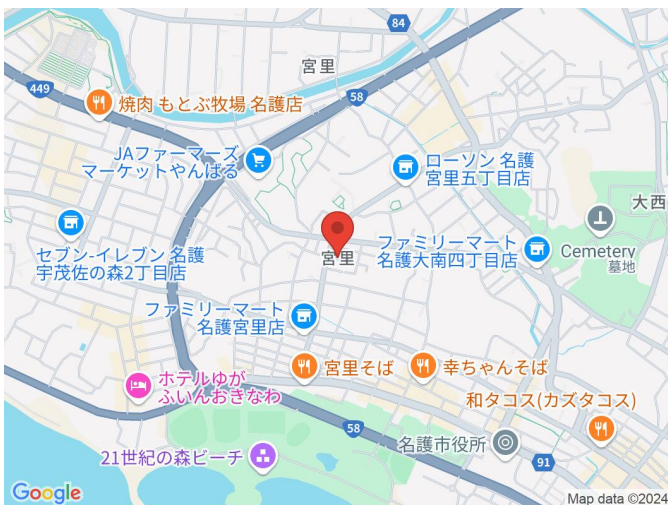 84
宮里
449
58
焼肉 もとぶ牧場 名護店
JAファーマーズ
マーケットやんばる
ローソン 名護
宮里五丁目店
大西
セブン-イレブン 名護
宇茂佐の森2丁目店
宮里
ファミリーマート
名護大南四丁目店
Cemetery
墓地
ファミリーマート
名護宮里店
宮里そば
幸ちゃんそば
ホテルゆが
ふいんおきなわ
和タコス(カズタコス)
58
名護市役所
21世紀の森ビーチ
91
Google
Map data ©2024